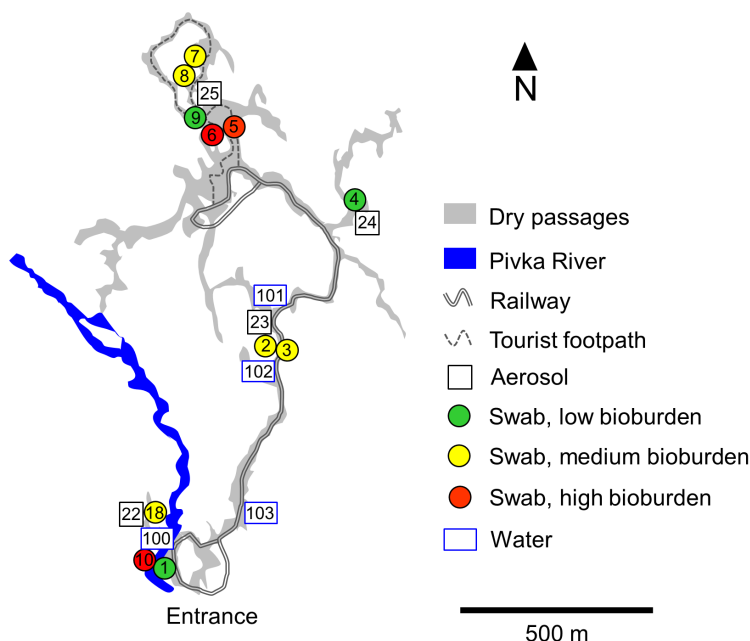 7
8
25
9
5
6
N
4
24
Dry passages
Pivka River
101
Railway
23
2
3
Tourist footpath
102
Aerosol
Swab, low bioburden
Swab, medium bioburden
Swab, high bioburden
22
18
103
100
Water
10
1
Entrance
500 m